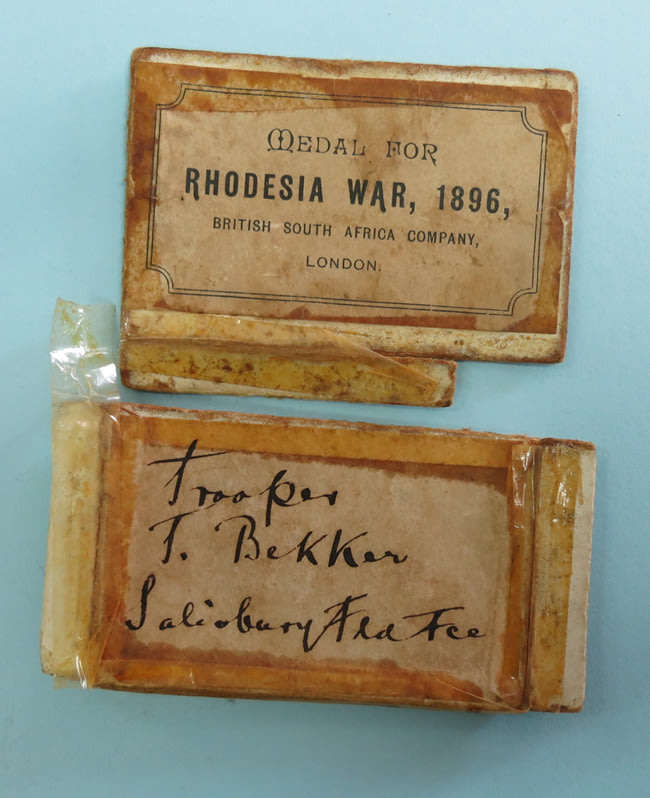 MEDAL FOR
RHODESIA WAR, 1896,
BRITISH SOUTH AFRICA COMPANY,
LONDON.
Trooper
T. Bekker
Salisbury Fld Fce